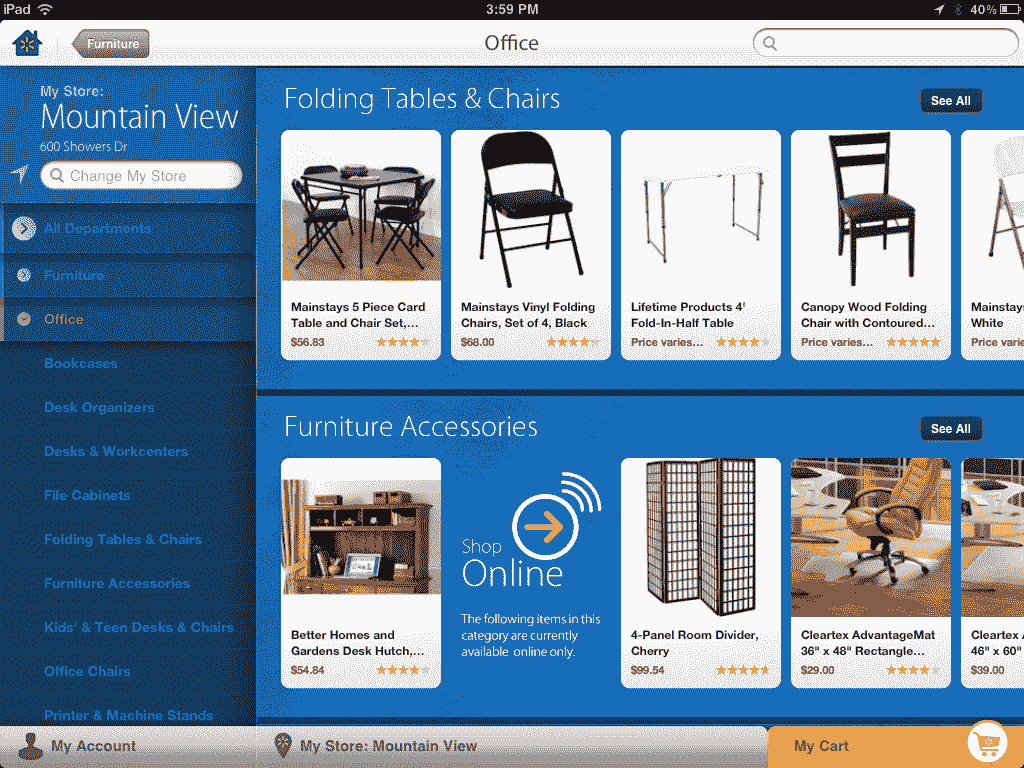 iPad
3:59 PM
40%
Furniture
Office
My Store:
Mountain View
600 Showers Dr
Change My Store
All Departments
Furniture
Office
Bookcases
Desk Organizers
Desks & Workcenters
File Cabinets
Folding Tables & Chairs
Furniture Accessories
Kids' & Teen Desks & Chairs
Office Chairs
Printer & Machine Stands
Folding Tables & Chairs
See All
Mainstays 5 Piece Card
Table and Chair Set,...
$56.83
Mainstays Vinyl Folding
Chairs, Set of 4, Black
$68.00
Lifetime Products 4'
Fold-In-Half Table
Price varies...
Canopy Wood Folding
Chair with Contoured...
Price varies...
Mainstays
White
Price varie
Furniture Accessories
See All
Better Homes and
Gardens Desk Hutch,...
$54.84
Shop
Online
The following items in this
category are currently
available online only.
4-Panel Room Divider,
Cherry
$99.54
Cleartex AdvantageMat
36" x 48" Rectangle...
$29.00
Cleartex
46" x 60"
$39.00
My Account
My Store: Mountain View
My Cart